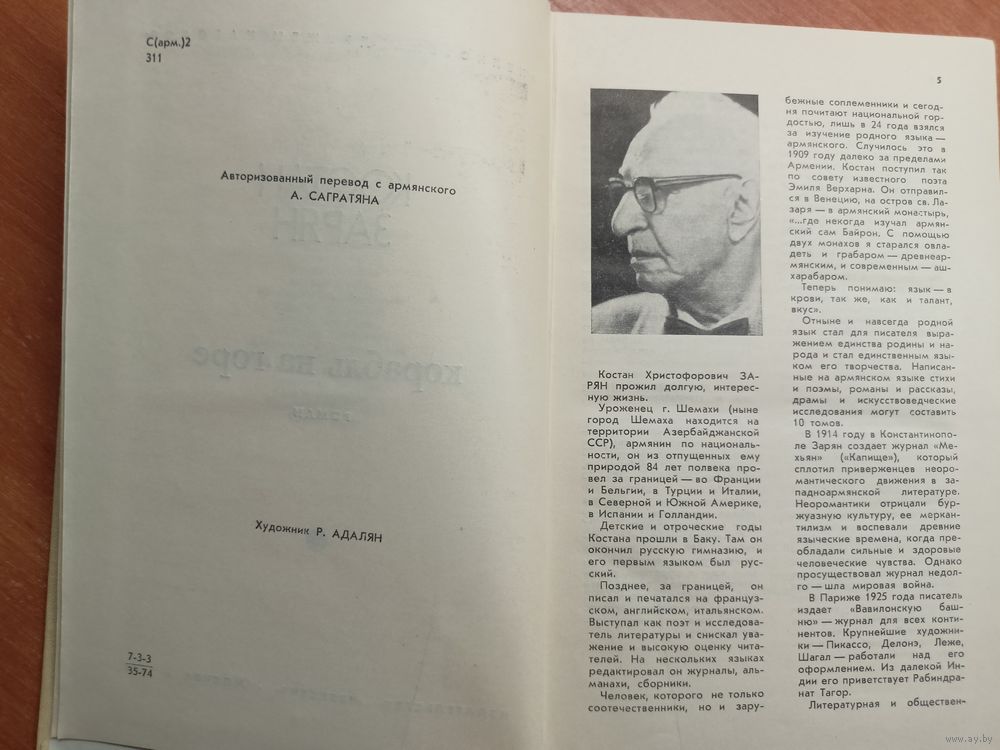 С(арм.)2
311
Авторизованный перевод с армянского
А. САГРАТЯНА
Художник Р. АДАЛЯН
7-3-3
35-74
5
Костан Христофорович ЗА-
РЯН прожил долгую, интерес-
ную жизнь.
Уроженец г. Шемахи (ныне
город Шемаха находится на
территории Азербайджанской
ССР), армянин по националь-
ности, он из отпущенных ему
природой 84 лет полвека про-
вел за границей — во Франции
и Бельгии, в Турции и Италии,
в Северной и Южной Америке,
в Испании и Голландии.
Детские и отроческие годы
Костана прошли в Баку. Там он
окончил русскую гимназию, и
его первым языком был рус-
ский.
Позднее, за границей, он
писал и печатался на француз-
ском, английском, итальянском.
Выступал как поэт и исследова-
тель литературы и снискал ува-
жение и высокую оценку чита-
телей. На нескольких языках
редактировал он журналы, аль-
манахи, сборники.
Человек, которого не только
соотечественники, но и зару-
бежные соплеменники и сегод-
ня почитают национальной гор-
достью, лишь в 24 года взялся
за изучение родного языка —
армянского. Случилось это в
1909 году далеко за пределами
Армении. Костан поступил так
по совету известного поэта
Эмиля Верхарна. Он отправил-
ся в Венецию, на остров св. Ла-
заря — в армянский монастырь,
«...где некогда изучал армян-
ский сам Байрон. С помощью
двух монахов я старался овла-
деть и грабаром — древнеар-
мянским, и современным — аш-
харабаром.
Теперь понимаю: язык — в
крови, так же, как и талант,
вкус».
Отныне и навсегда родной
язык стал для писателя выра-
жением единства родины и на-
рода и стал единственным язы-
ком его творчества. Написан-
ные на армянском языке стихи
и поэмы, романы и рассказы,
драмы и искусствоведческие
исследования могут составить
10 томов.
В 1914 году в Константинопо-
ле Зарян создает журнал «Ме-
хьян» («Капище»), который
сплотил приверженцев неоро-
мантического движения в за-
падноармянской литературе.
Неоромантики отрицали бур-
жуазную культуру, ее меркан-
тилизм и воспевали древние
языческие времена, когда пре-
обладали сильные и здоровые
человеческие чувства. Однако
просуществовал журнал недол-
го — шла мировая война.
В Париже 1925 года писатель
издает «Вавилонскую баш-
ню» — журнал для всех конти-
нентов. Крупнейшие художни-
ки — Пикассо, Делонэ, Леже,
Шагал — работали над его
оформлением. Из далекой Ин-
дии его приветствует Рабиндра-
нат Тагор.
Литературная и обществен-
www.ay.by